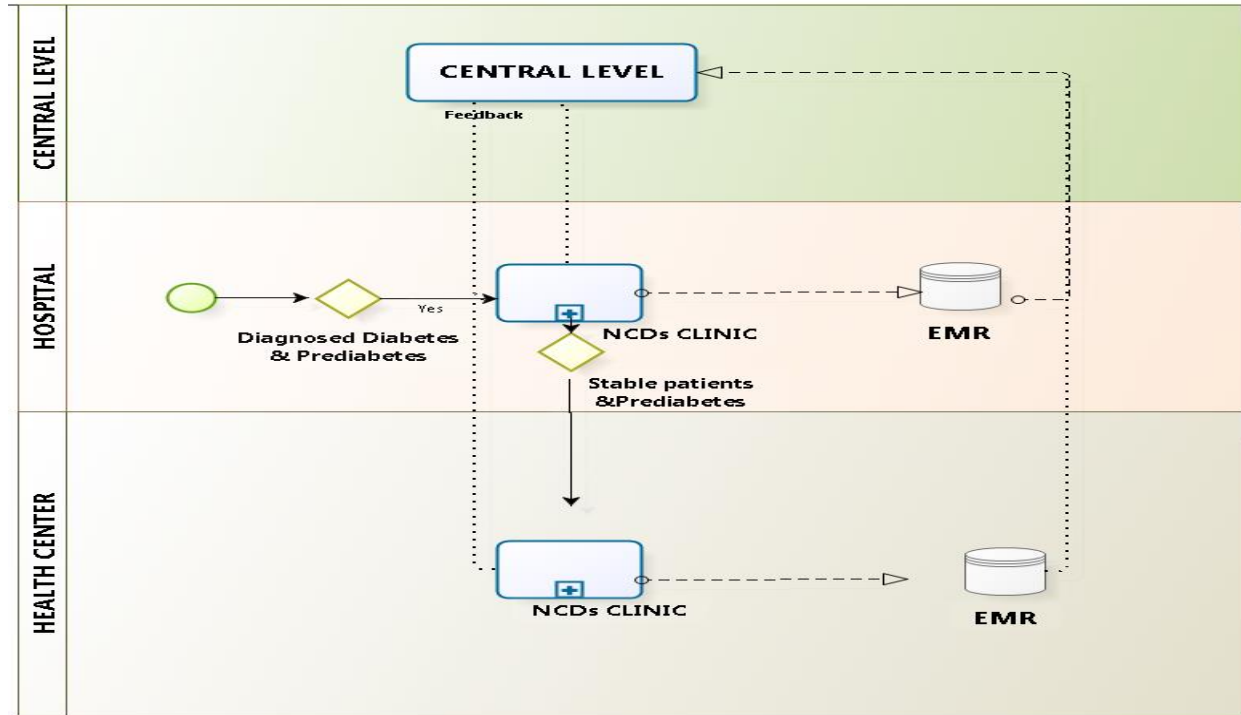 CENTRAL LEVEL
CENTRAL LEVEL
Feedback
HOSPITAL
Yes
Diagnosed Diabetes
& Prediabetes
NCDs CLINIC
EMR
Stable patients
&Prediabetes
HEALTH CENTER
NCDs CLINIC
EMR